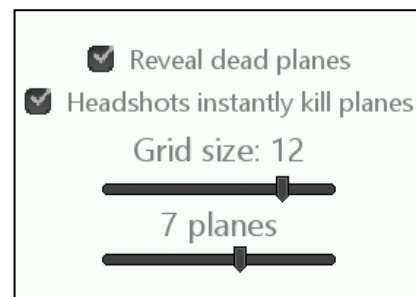 Reveal dead planes
Headshots instantly kill planes
Grid size: 12
7 planes